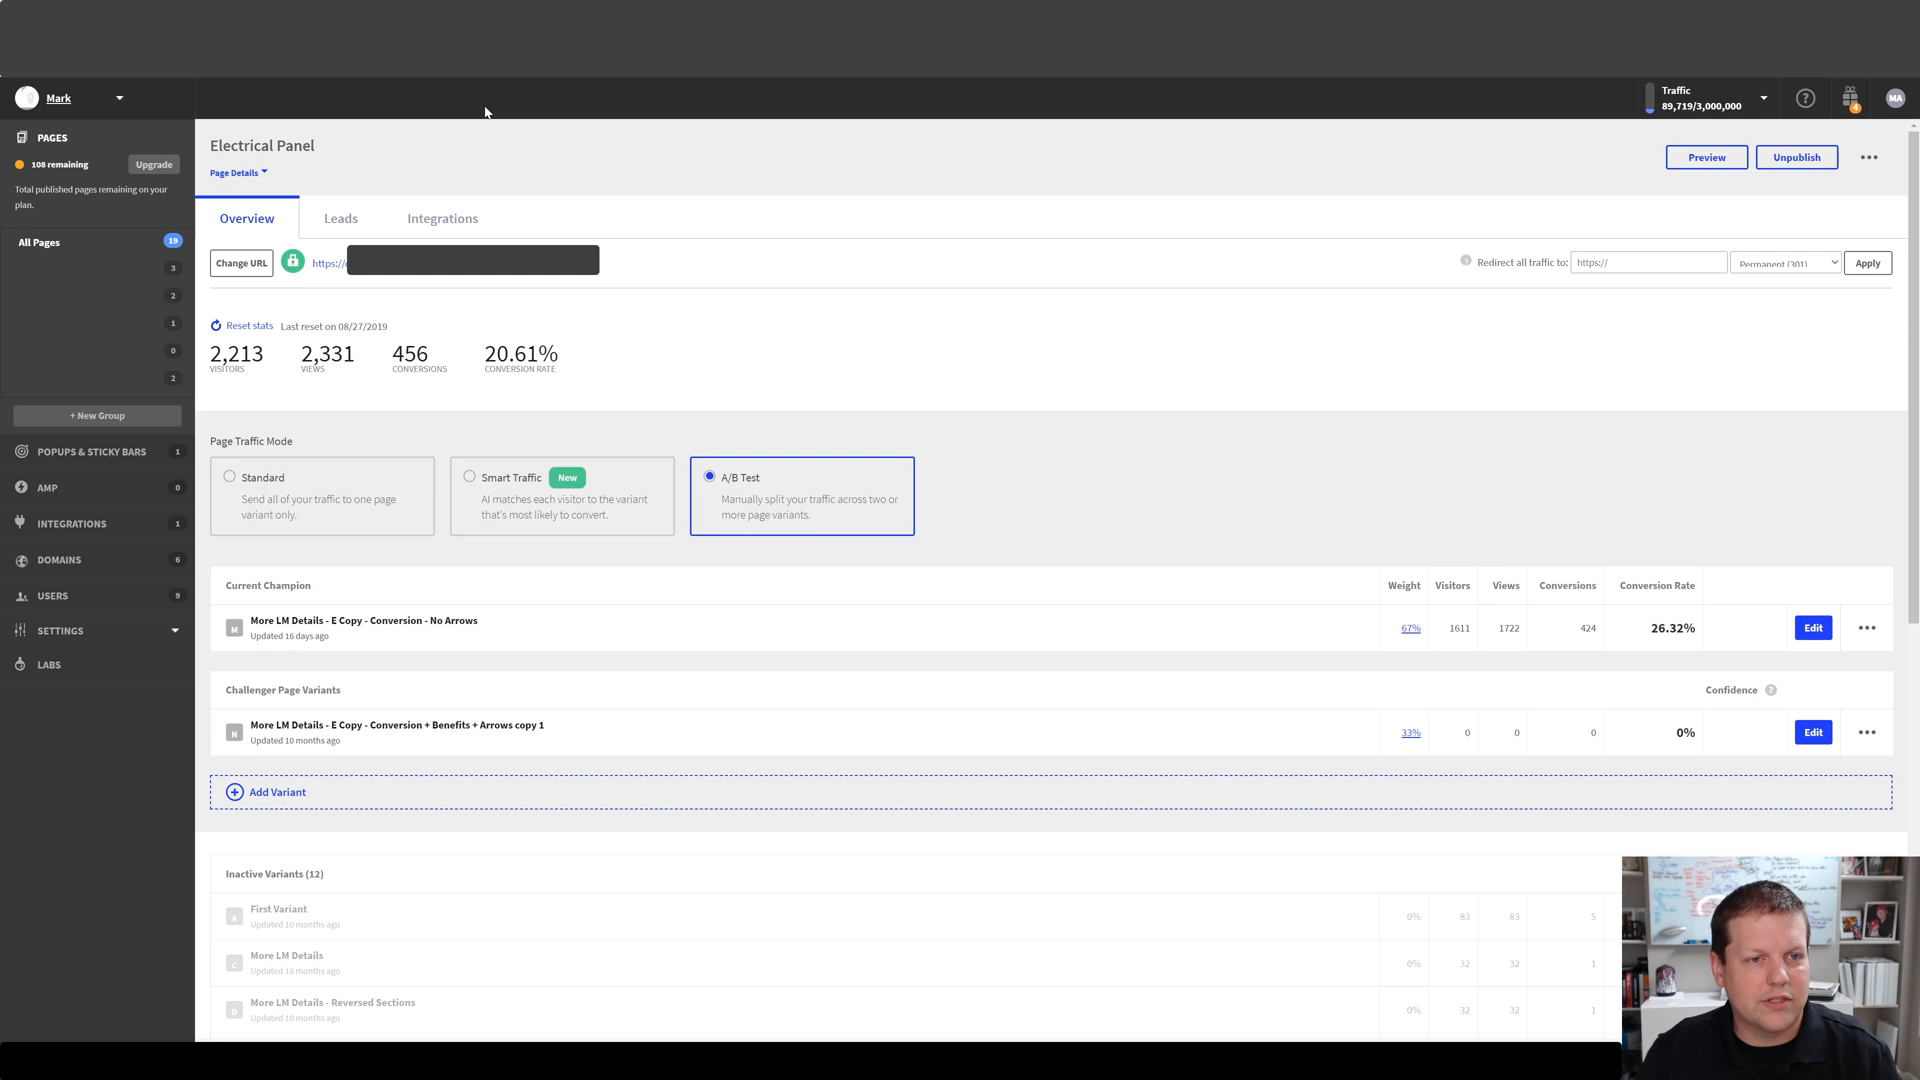 Mark
Traffic
89,719/3,000,000
?
4
MA
PAGES
108 remaining
Upgrade
Total published pages remaining on your
plan.
All Pages
19
3
2
1
0
2
+ New Group
POPUPS & STICKY BARS
1
AMP
0
INTEGRATIONS
1
DOMAINS
6
USERS
9
SETTINGS
LABS
Electrical Panel
Page Details
Preview
Unpublish
Overview
Leads
Integrations
Change URL
https://
Redirect all traffic to:
https://
Permanent (301)
Apply
Reset stats
Last reset on 08/27/2019
2,213
2,331
456
20.61%
VISITORS
VIEWS
CONVERSIONS
CONVERSION RATE
Page Traffic Mode
Standard
Send all of your traffic to one page
variant only.
Smart Traffic
New
AI matches each visitor to the variant
that's most likely to convert.
A/B Test
Manually split your traffic across two or
more page variants.
Current Champion
Weight
Visitors
Views
Conversions
Conversion Rate
M
More LM Details - E Copy - Conversion - No Arrows
Updated 16 days ago
67%
1611
1722
424
26.32%
Edit
Challenger Page Variants
Confidence
?
N
More LM Details - E Copy - Conversion + Benefits + Arrows copy 1
Updated 10 months ago
33%
0
0
0
0%
Edit
Add Variant
Inactive Variants (12)
A
First Variant
Updated 10 months ago
0%
83
83
5
C
More LM Details
Updated 10 months ago
0%
32
32
1
D
More LM Details - Reversed Sections
Updated 10 months ago
0%
32
32
1